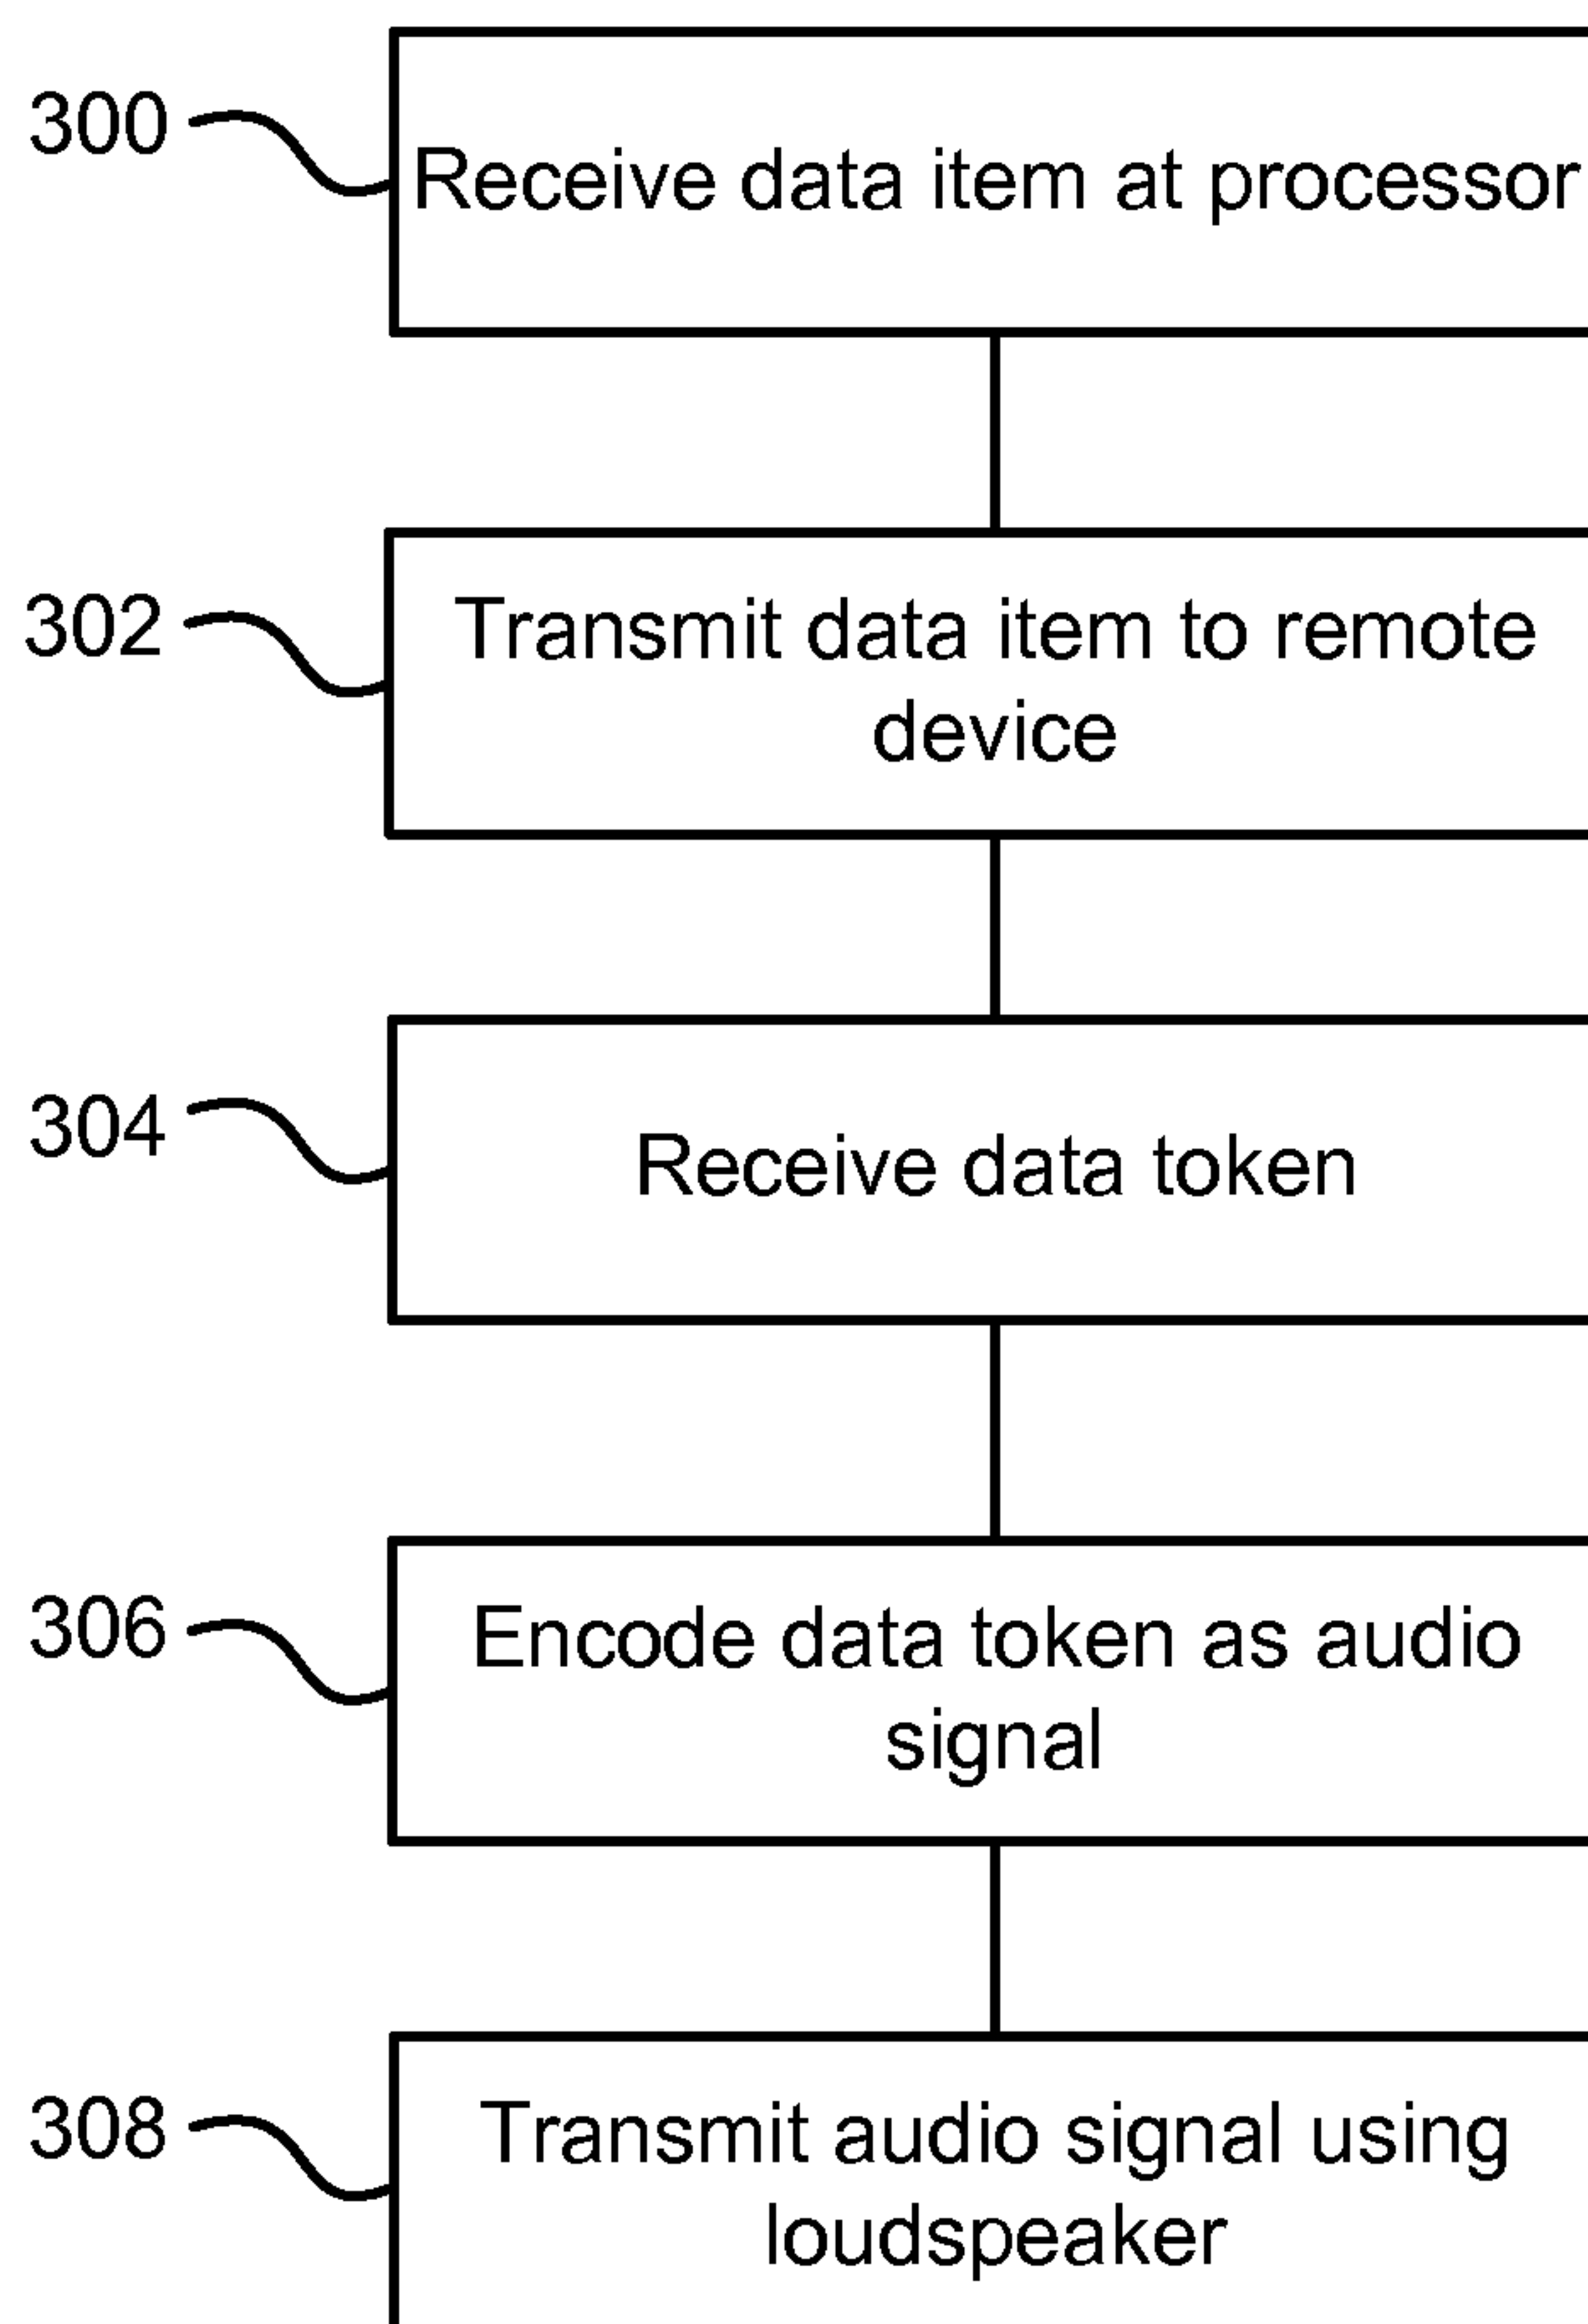 300
Receive data item at processor
302
Transmit data item to remote
device
304
Receive data token
306
Encode data token as audio
signal
308
Transmit audio signal using
loudspeaker